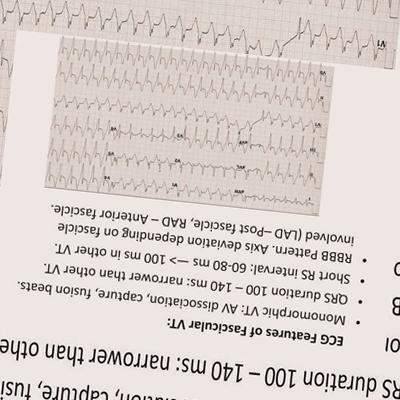 ECG Features of Fascicular VT:
• Monomorphic VT: AV dissociation, capture, fusion beats.
• QRS duration 100 – 140 ms: narrower than other VT.
• Short RS interval: 60-80 ms —> 100 ms in other VT.
• RBBB Pattern. Axis deviation depending on fascicle
involved (LAD –Post fascicle, RAD – Anterior fascicle.
capture, fusi
RS duration 100 – 140 ms: narrower than othe
V1